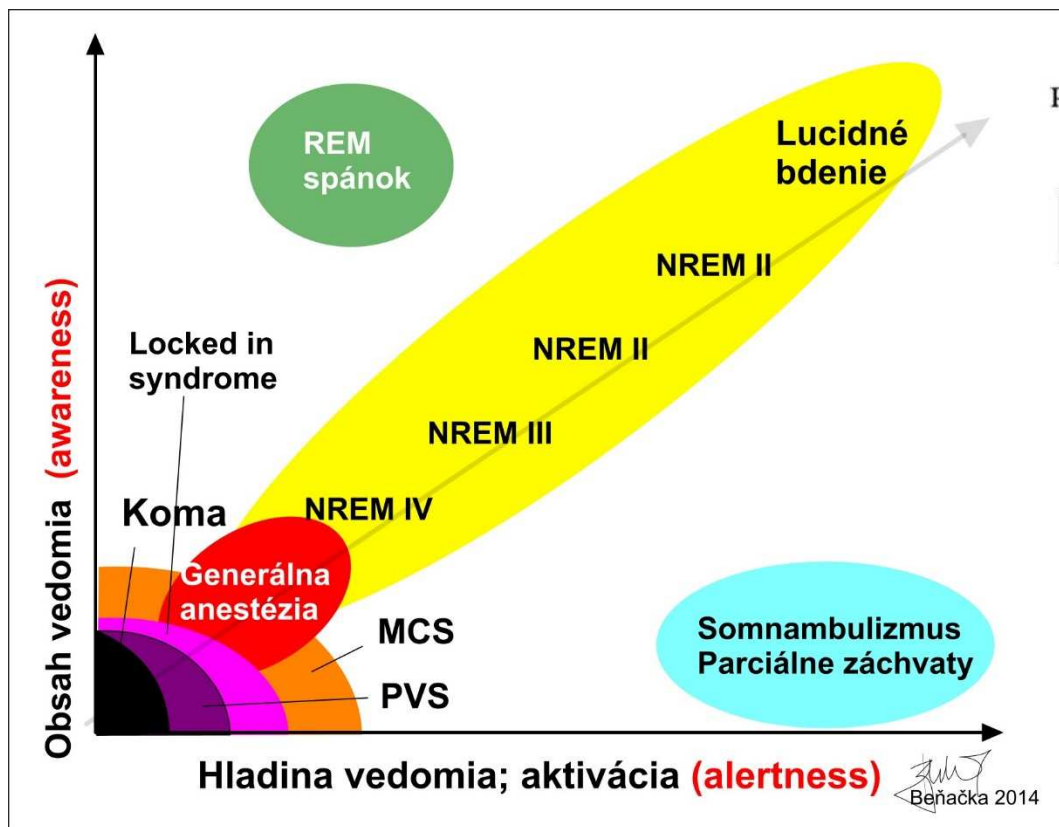 REM
spánok
Lucidné
bdenie
NREM II
NREM II
NREM III
NREM IV
Locked in
syndrome
Koma
Generálna
anestézia
MCS
PVS
Somnambulizmus
Parciálne záchvaty
Obsah vedomia (awareness)
Hladina vedomia; aktivácia (alertness)
Beňačka 2014